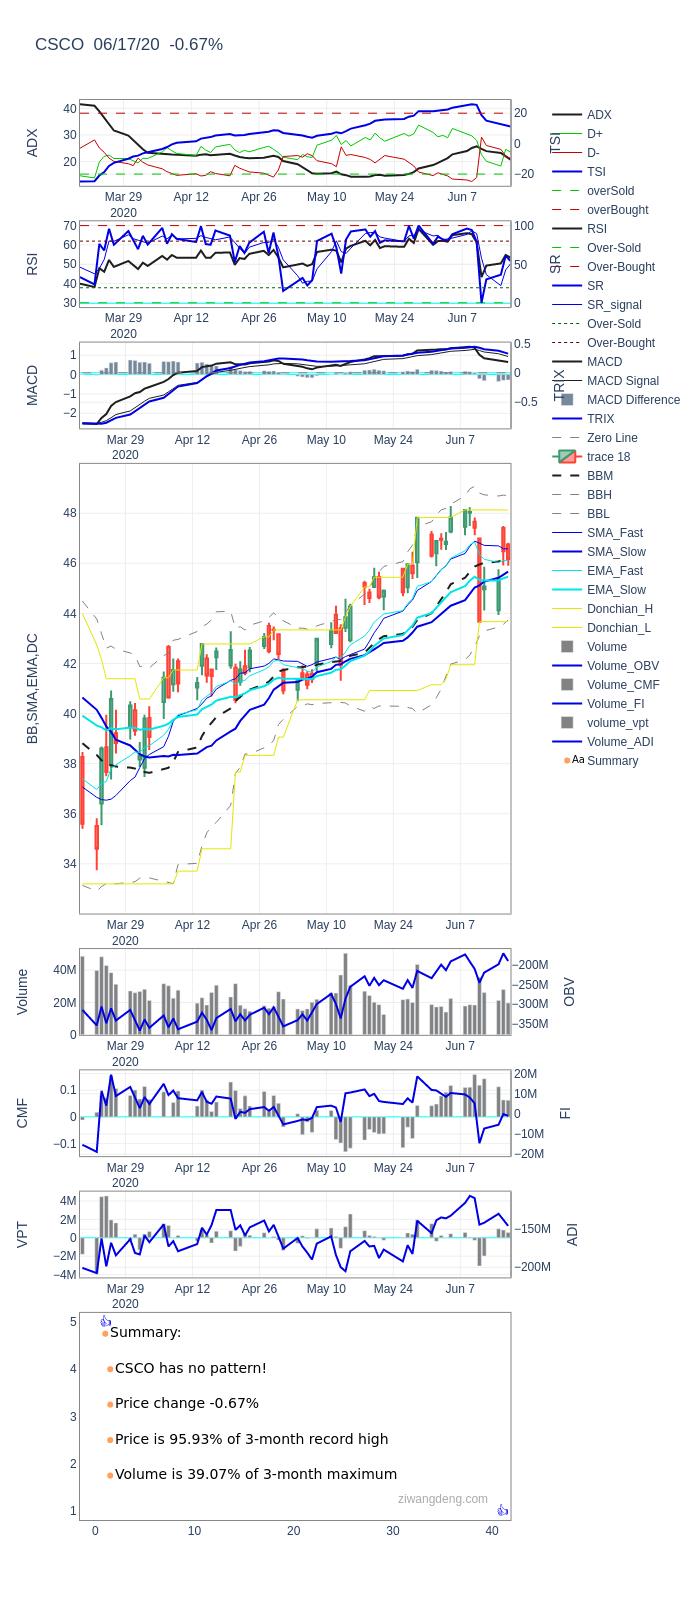 CSCO 06/17/20 -0.67%
ADX
40
30
20
20
0
−20
TSI
Mar 29
2020
Apr 12
Apr 26
May 10
May 24
Jun 7
RSI
70
60
50
40
30
100
50
0
SR
Mar 29
2020
Apr 12
Apr 26
May 10
May 24
Jun 7
MACD
1
0
−1
−2
0.5
0
−0.5
TRIX
Mar 29
2020
Apr 12
Apr 26
May 10
May 24
Jun 7
BB,SMA,EMA,DC
48
46
44
42
40
38
36
34
Mar 29
2020
Apr 12
Apr 26
May 10
May 24
Jun 7
Volume
40M
20M
0
−200M
−250M
−300M
−350M
OBV
Mar 29
2020
Apr 12
Apr 26
May 10
May 24
Jun 7
CMF
0.1
0
−0.1
20M
10M
0
−10M
−20M
FI
Mar 29
2020
Apr 12
Apr 26
May 10
May 24
Jun 7
VPT
4M
2M
0
−2M
−4M
−150M
−200M
ADI
Mar 29
2020
Apr 12
Apr 26
May 10
May 24
Jun 7
5
4
3
2
1
👍
Summary:
CSCO has no pattern!
Price change -0.67%
Price is 95.93% of 3-month record high
Volume is 39.07% of 3-month maximum
ziwangdeng.com
👍
0
10
20
30
40
ADX
D+
D-
TSI
overSold
overBought
RSI
Over-Sold
Over-Bought
SR
SR_signal
Over-Sold
Over-Bought
MACD
MACD Signal
MACD Difference
TRIX
Zero Line
trace 18
BBM
BBH
BBL
SMA_Fast
SMA_Slow
EMA_Fast
EMA_Slow
Donchian_H
Donchian_L
Volume
Volume_OBV
Volume_CMF
Volume_FI
volume_vpt
Volume_ADI
Aa Summary